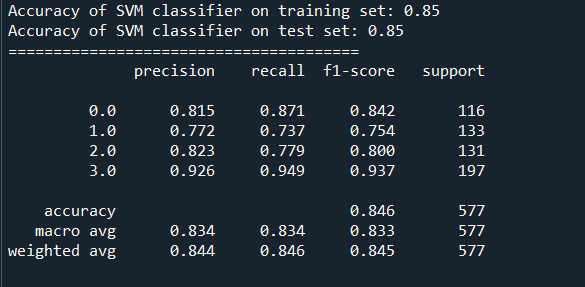 Accuracy of SVM classifier on training set: 0.85
Accuracy of SVM classifier on test set: 0.85
=======================================
precision recall f1-score support
0.0 0.815 0.871 0.842 116
1.0 0.772 0.737 0.754 133
2.0 0.823 0.779 0.800 131
3.0 0.926 0.949 0.937 197
accuracy 0.846 577
macro avg 0.834 0.834 0.833 577
weighted avg 0.844 0.846 0.845 577